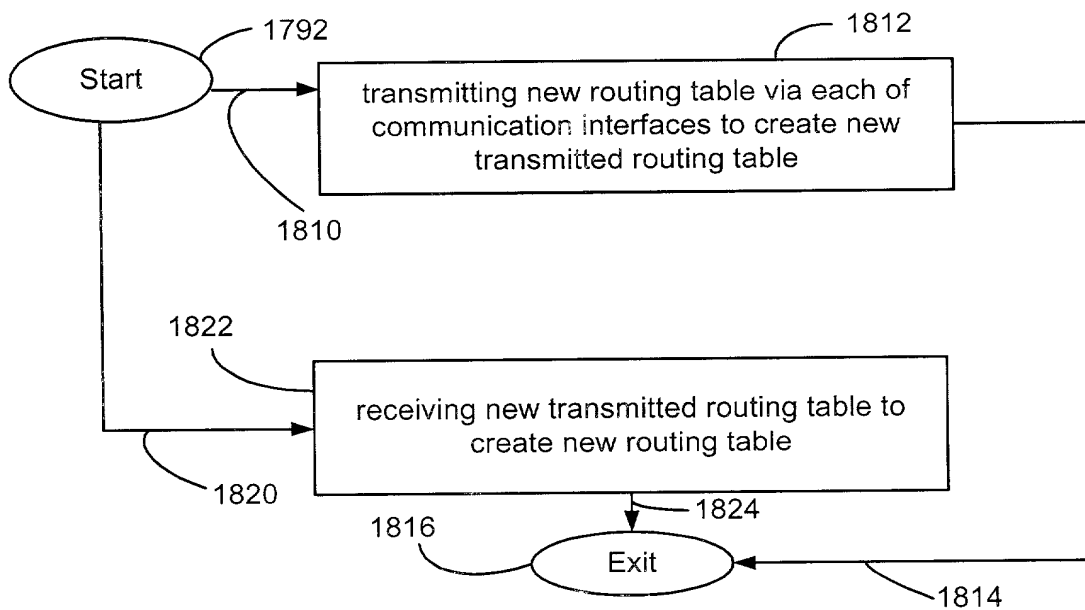 1792
1812
Start
transmitting new routing table via each of
communication interfaces to create new
transmitted routing table
1810
1822
receiving new transmitted routing table to
create new routing table
1820
1824
1816
Exit
1814